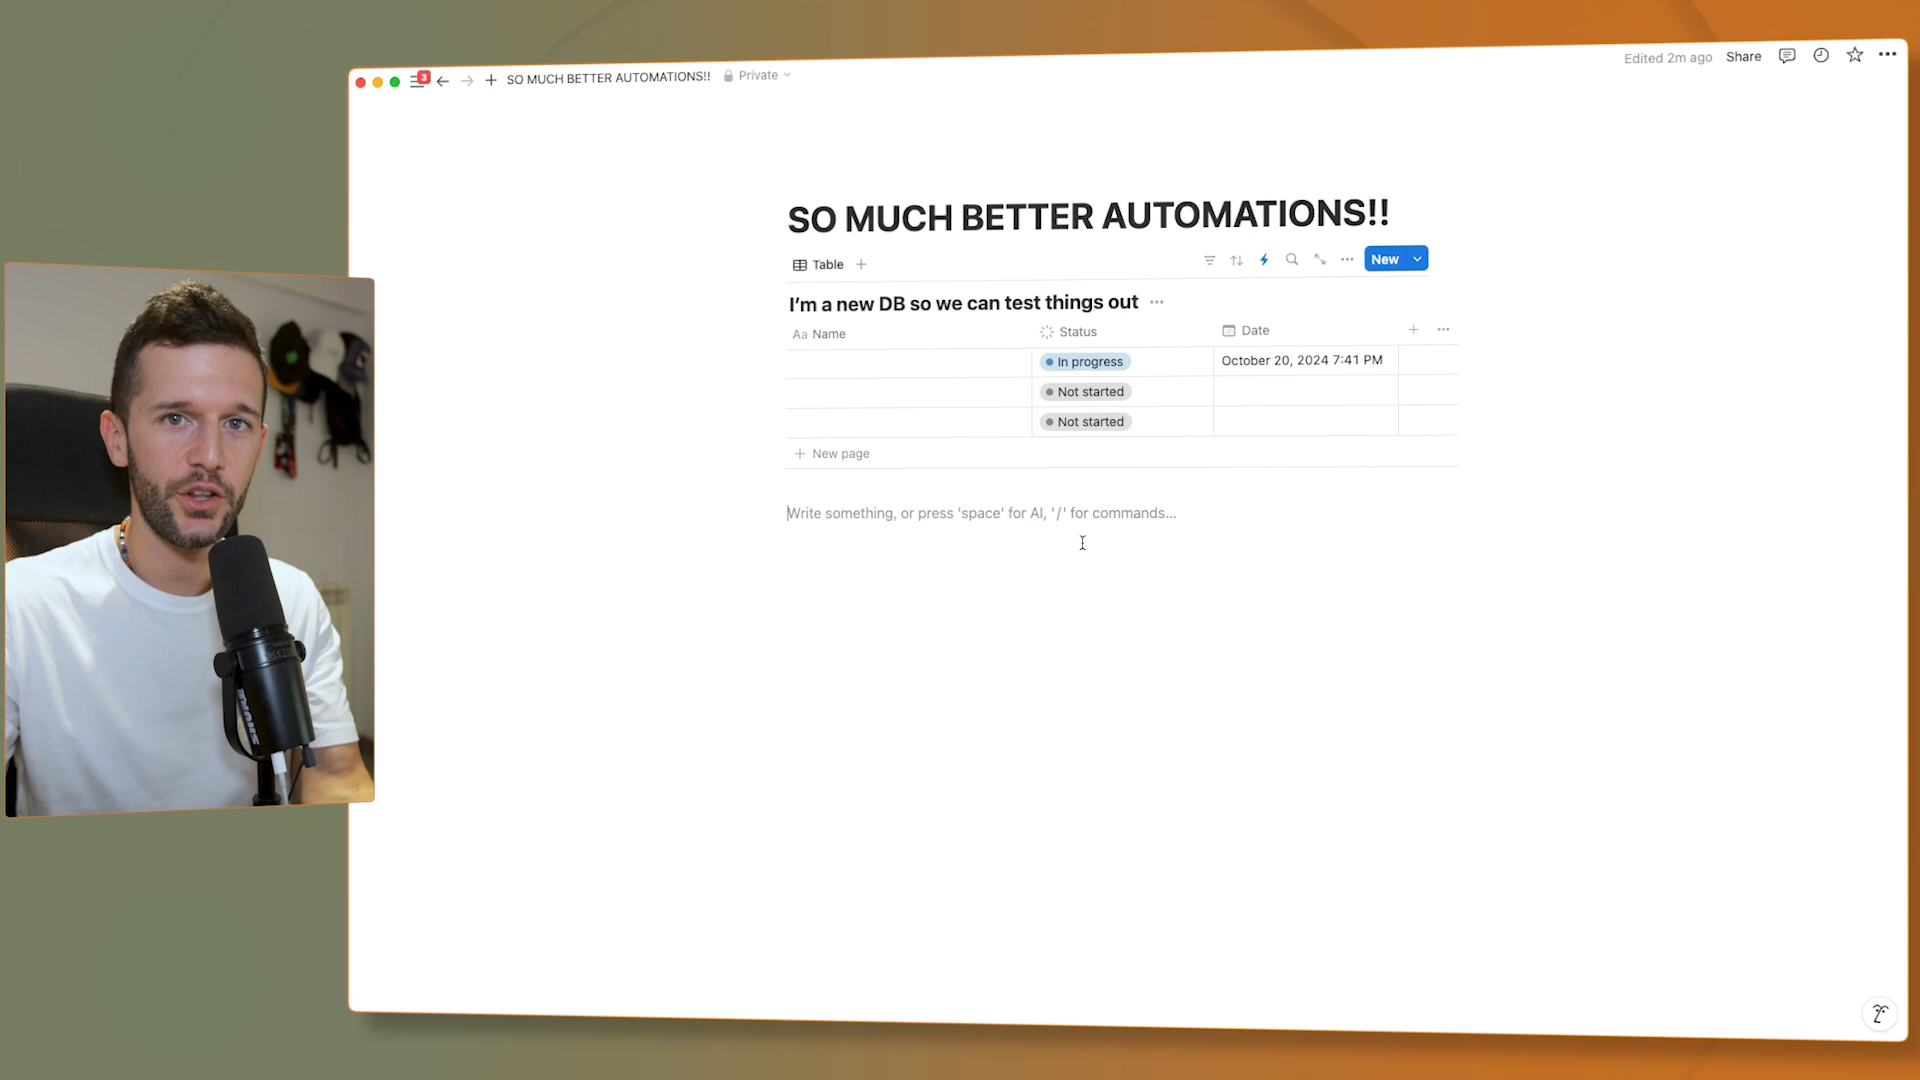 3
SO MUCH BETTER AUTOMATIONS!!
Private
Edited 2m ago
Share
SO MUCH BETTER AUTOMATIONS!!
Table
New
I'm a new DB so we can test things out
Aa Name
Status
Date
In progress
October 20, 2024 7:41 PM
Not started
Not started
New page
Write something, or press 'space' for AI, '/' for commands...
SHURE